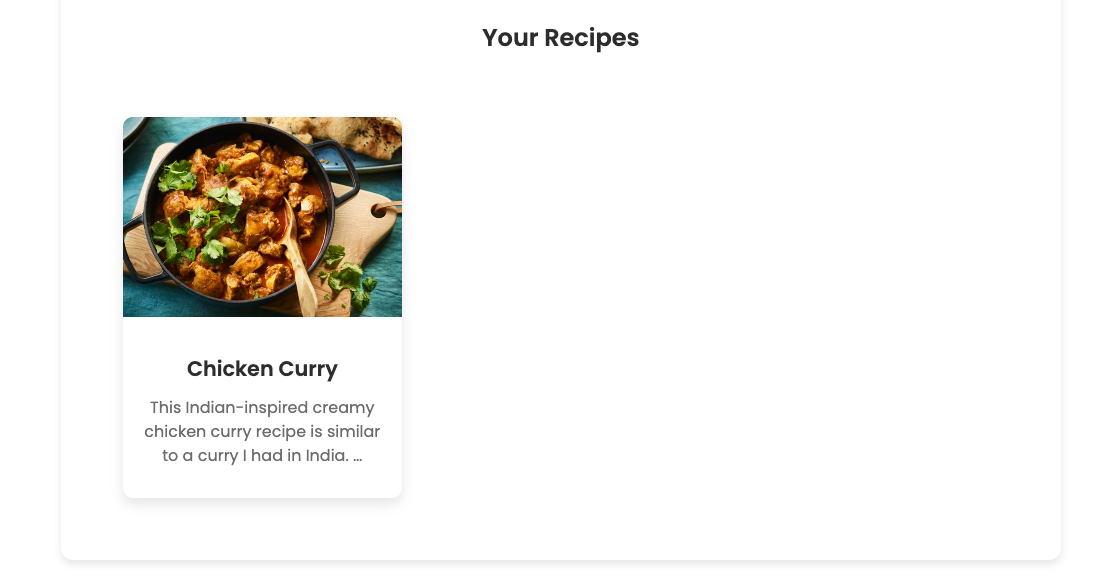 Your Recipes
Chicken Curry
This Indian-inspired creamy
chicken curry recipe is similar
to a curry I had in India. ...